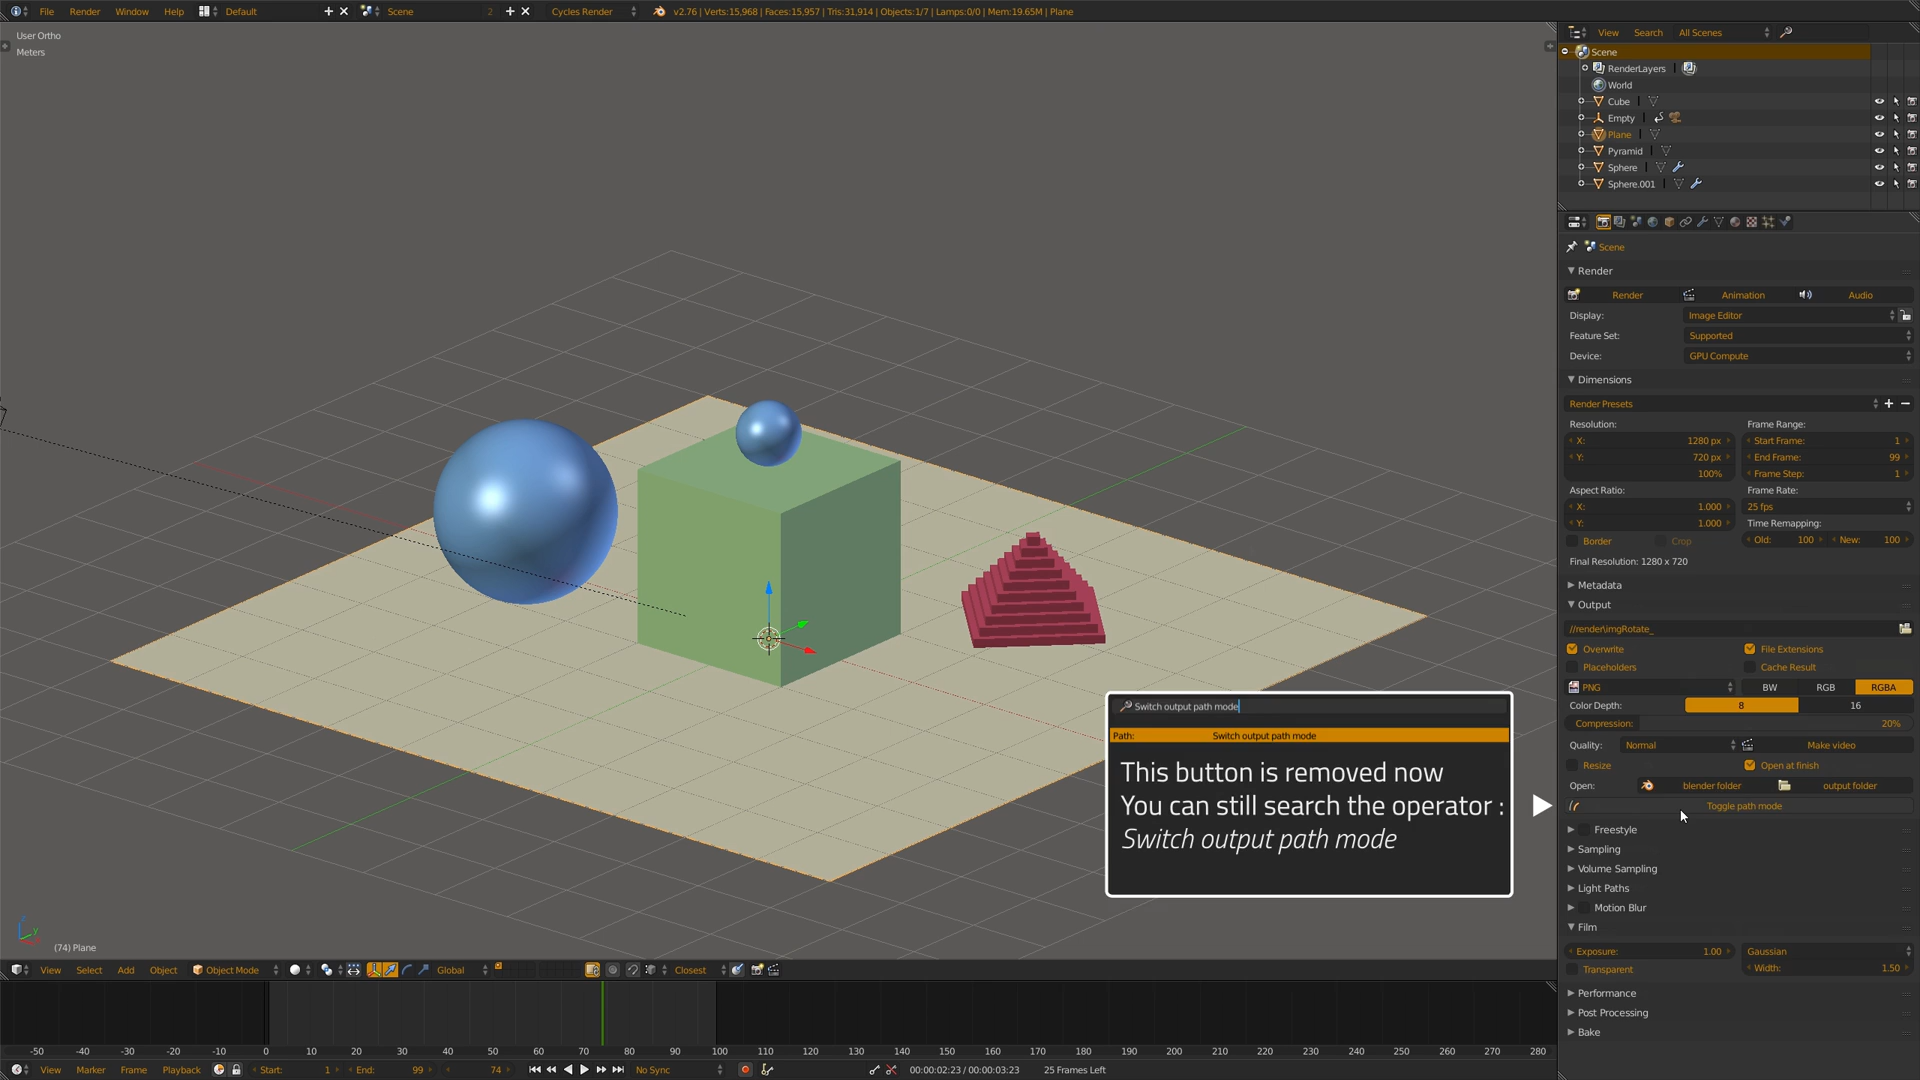 File Render Window Help Default Scene 2 Cycles Render v2.76 | Verts:15,968 | Faces:15,957 | Tris:31,914 | Objects:1/7 | Lamps:0/0 | Mem:19.65M | Plane
User Ortho
Meters
View Search All Scenes
Scene
RenderLayers
World
Cube
Empty
Plane
Pyramid
Sphere
Sphere.001
Scene
Render
Render Animation Audio
Display: Image Editor
Feature Set: Supported
Device: GPU Compute
Dimensions
Render Presets
Resolution: Frame Range:
X: 1280 px Start Frame: 1
Y: 720 px End Frame: 99
100% Frame Step: 1
Aspect Ratio: Frame Rate:
X: 1.000 25 fps
Y: 1.000 Time Remapping:
Border Crop Old: 100 New: 100
Final Resolution: 1280 x 720
Metadata
Output
//render\imgRotate_
Overwrite File Extensions
Placeholders Cache Result
PNG BW RGB RGBA
Color Depth: 8 16
Compression: 20%
Quality: Normal Make video
Resize Open at finish
Open: blender folder output folder
Toggle path mode
Freestyle
Sampling
Volume Sampling
Light Paths
Motion Blur
Film
Exposure: 1.00 Gaussian
Transparent Width: 1.50
Performance
Post Processing
Bake
Switch output path mode
Path: Switch output path mode
This button is removed now
You can still search the operator :
Switch output path mode
(74) Plane
View Select Add Object Object Mode Global Closest
-50 -40 -30 -20 -10 0 10 20 30 40 50 60 70 80 90 100 110 120 130 140 150 160 170 180 190 200 210 220 230 240 250 260 270 280
View Marker Frame Playback Start: 1 End: 99 74 No Sync 00:00:02:23 / 00:00:03:23 25 Frames Left